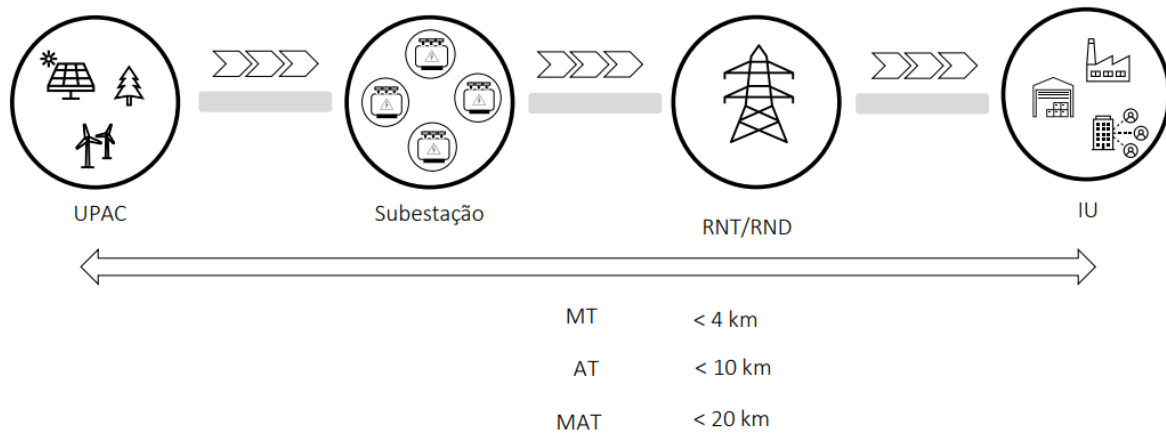 UPAC
Subestação
RNT/RND
IU
MT < 4 km
AT < 10 km
MAT < 20 km